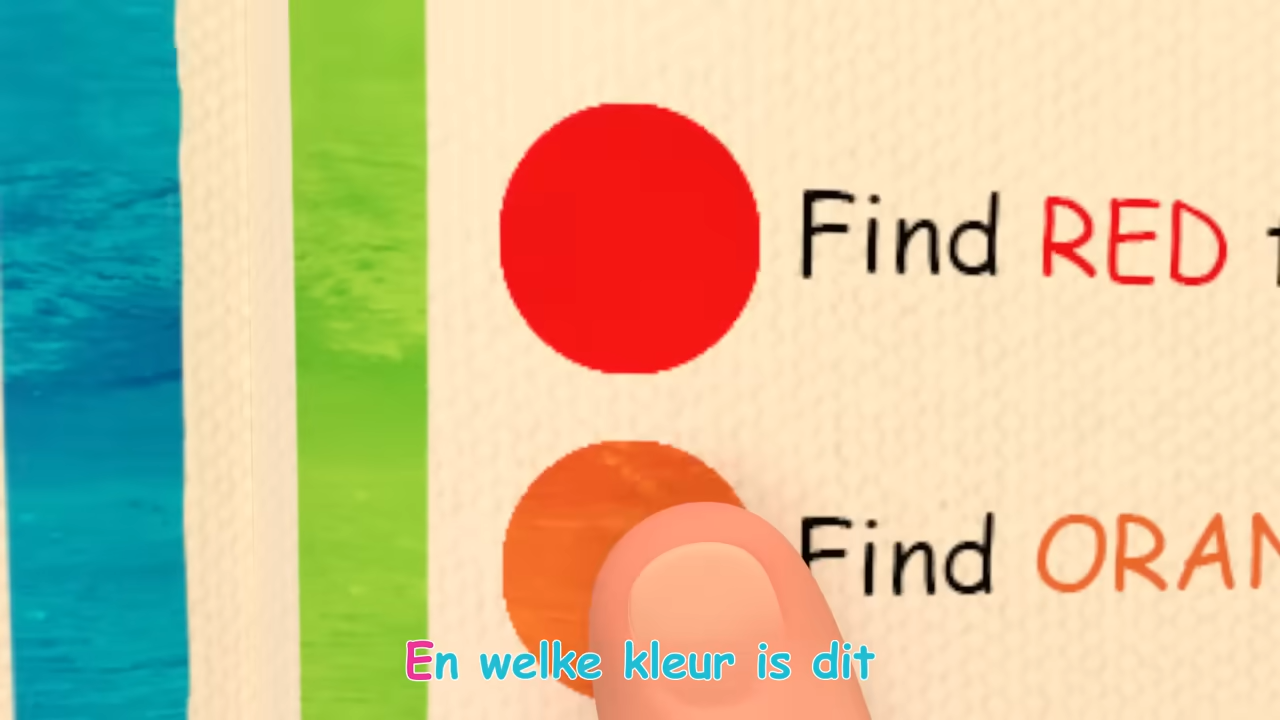 Find RED
Find ORAN
En welke kleur is dit